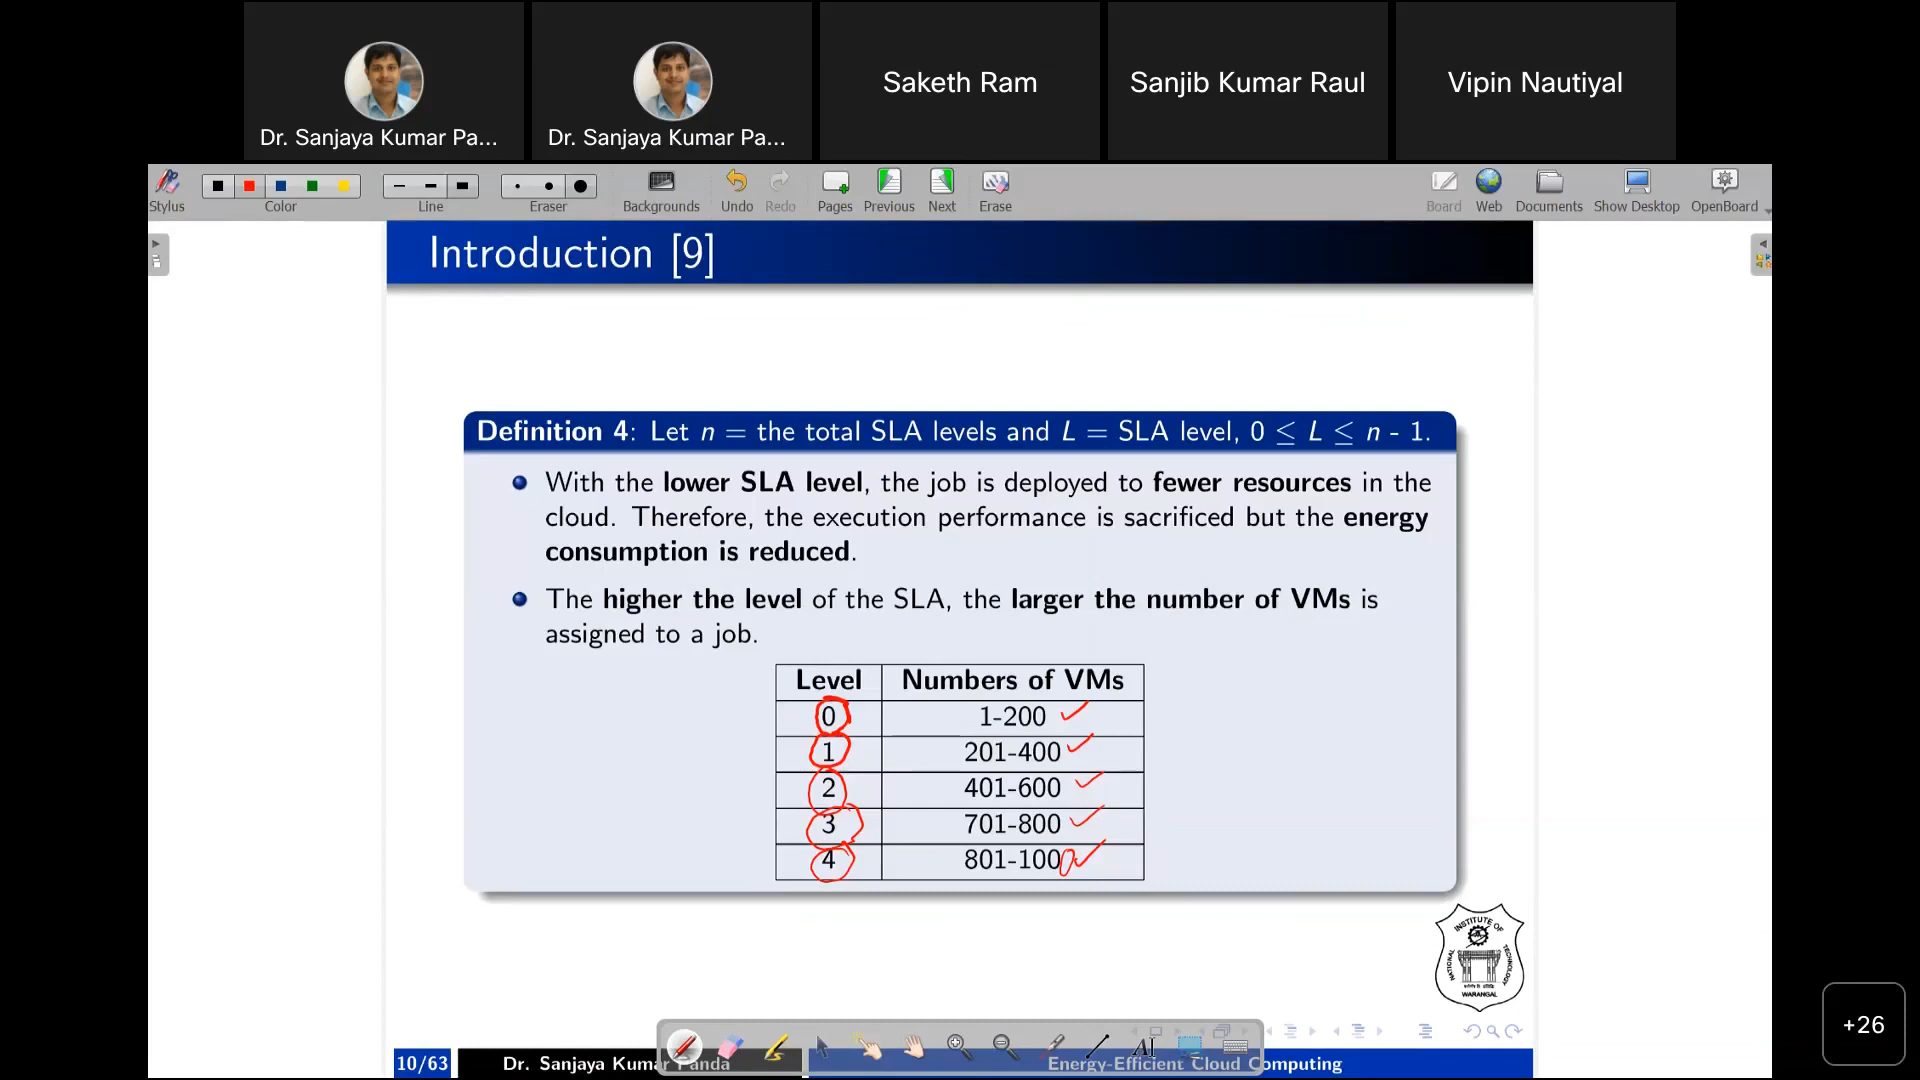 Dr. Sanjaya Kumar Pa...
Dr. Sanjaya Kumar Pa...
Saketh Ram
Sanjib Kumar Raul
Vipin Nautiyal
Stylus
Color
Line
Eraser
Backgrounds
Undo
Redo
Pages
Previous
Next
Erase
Board
Web
Documents
Show Desktop
OpenBoard
Introduction [9]
Definition 4: Let n = the total SLA levels and L = SLA level, 0 ≤ L ≤ n - 1.
With the lower SLA level, the job is deployed to fewer resources in the
cloud. Therefore, the execution performance is sacrificed but the energy
consumption is reduced.
The higher the level of the SLA, the larger the number of VMs is
assigned to a job.
Level Numbers of VMs
0 1-200
1 201-400
2 401-600
3 701-800
4 801-1000
INSTITUTE OF
NATIONAL
TECHNOLOGY
WARANGAL
+26
10/63
Dr. Sanjaya Kumar Panda
Energy-Efficient Cloud Computing